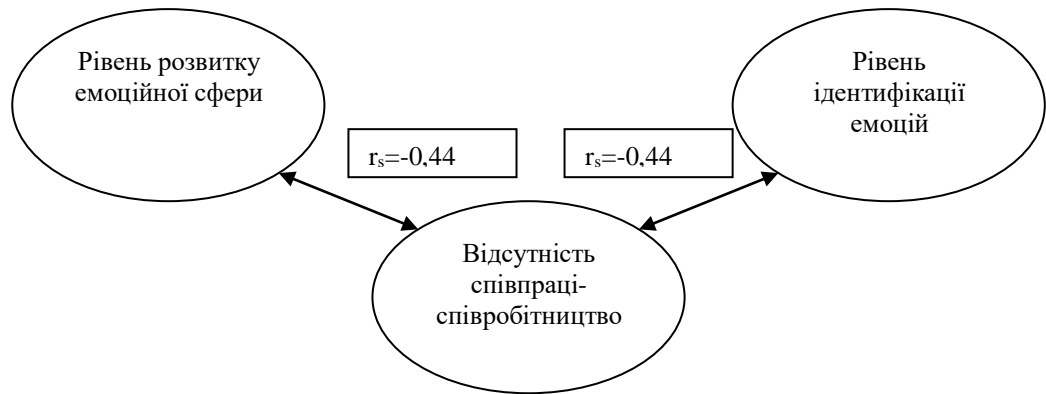 Рівень розвитку
емоційної сфери
Рівень
ідентифікації
емоцій
rₛ=-0,44
rₛ=-0,44
Відсутність
співпраці-
співробітництво